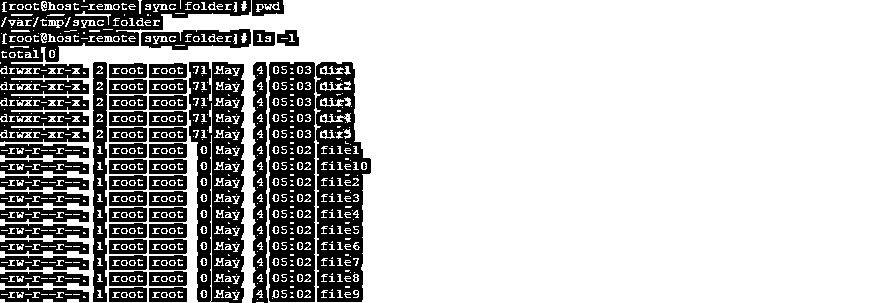 [root@host-remote sync_folder]# pwd
/var/tmp/sync_folder
[root@host-remote sync_folder]# ls -l
total 0
drwxr-xr-x. 2 root root 71 May  4 05:03 dir1
drwxr-xr-x. 2 root root 71 May  4 05:03 dir2
drwxr-xr-x. 2 root root 71 May  4 05:03 dir3
drwxr-xr-x. 2 root root 71 May  4 05:03 dir4
drwxr-xr-x. 2 root root 71 May  4 05:03 dir5
-rw-r--r--. 1 root root  0 May  4 05:02 file1
-rw-r--r--. 1 root root  0 May  4 05:02 file10
-rw-r--r--. 1 root root  0 May  4 05:02 file2
-rw-r--r--. 1 root root  0 May  4 05:02 file3
-rw-r--r--. 1 root root  0 May  4 05:02 file4
-rw-r--r--. 1 root root  0 May  4 05:02 file5
-rw-r--r--. 1 root root  0 May  4 05:02 file6
-rw-r--r--. 1 root root  0 May  4 05:02 file7
-rw-r--r--. 1 root root  0 May  4 05:02 file8
-rw-r--r--. 1 root root  0 May  4 05:02 file9